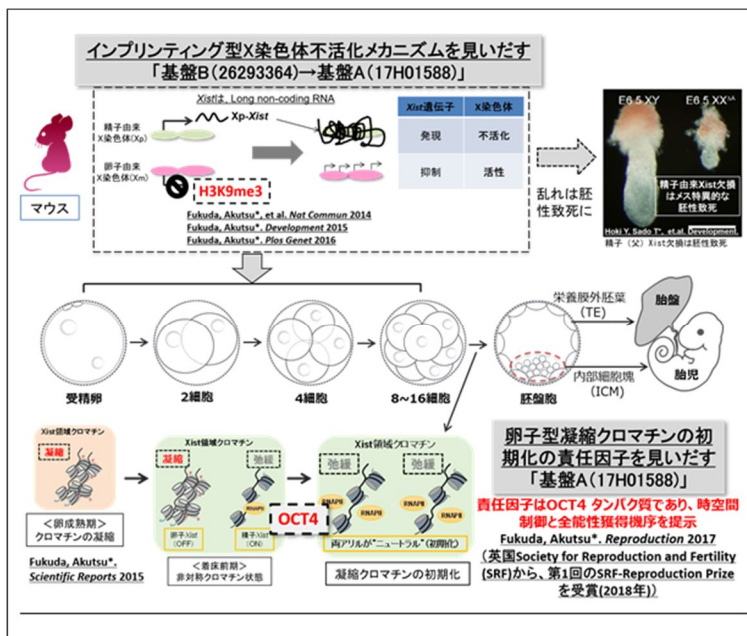 インプリンティング型X染色体不活化メカニズムを見いだす
「基盤B(26293364)→基盤A(17H01588)」
Xistは、Long non-coding RNA
精子由来
X染色体(Xp)
Xp-Xist
卵子由来
X染色体(Xm)
H3K9me3
Xist遺伝子 X染色体
発現 不活化
抑制 活性
マウス
Fukuda, Akutsu*, et al. Nat Commun 2014
Fukuda, Akutsu*. Development 2015
Fukuda, Akutsu*. Plos Genet 2016
乱れは胚
性致死に
E6.5 XY
E6.5 XX
精子由来Xist欠損
はメス特異的な
胚性致死
Hoki Y, Sado T*, et.al. Development,
精子(父)Xist欠損は胚性致死
受精卵
2細胞
4細胞
8~16細胞
胚盤胞
栄養膜外胚葉
(TE)
内部細胞塊
(ICM)
胎盤
胎児
Xist領域クロマチン
凝縮
<卵成熟期>
クロマチンの凝縮
Fukuda, Akutsu*.
Scientific Reports 2015
Xist領域クロマチン
凝縮
弛緩
RNAPII
卵子Xist
(OFF)
精子Xist
(ON)
<着床前期>
非対称クロマチン状態
OCT4
Xist領域クロマチン
弛緩
弛緩
RNAPII
RNAPII
RNAPII
RNAPII
両アリルが"ニュートラル"(初期化)
凝縮クロマチンの初期化
卵子型凝縮クロマチンの初
期化の責任因子を見いだす
「基盤A(17H01588)」
責任因子はOCT4 タンパク質であり、時空間
制御と全能性獲得機序を提示
Fukuda, Akutsu*. Reproduction 2017
(英国Society for Reproduction and Fertility
(SRF)から、第1回のSRF-Reproduction Prize
を受賞(2018年))